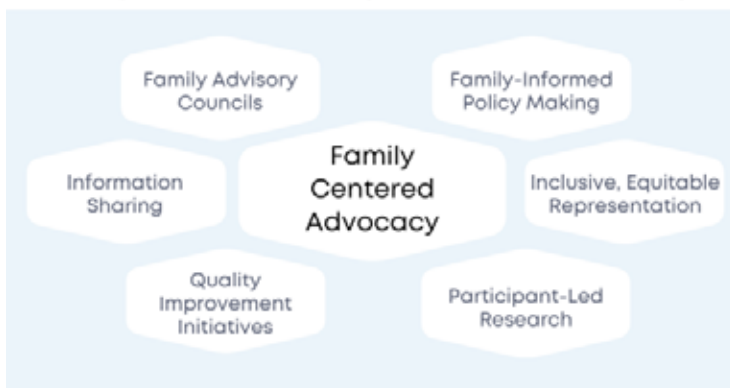 Family Advisory
Councils
Family-Informed
Policy Making
Family
Centered
Advocacy
Information
Sharing
Inclusive, Equitable
Representation
Quality
Improvement
Initiatives
Participant-Led
Research